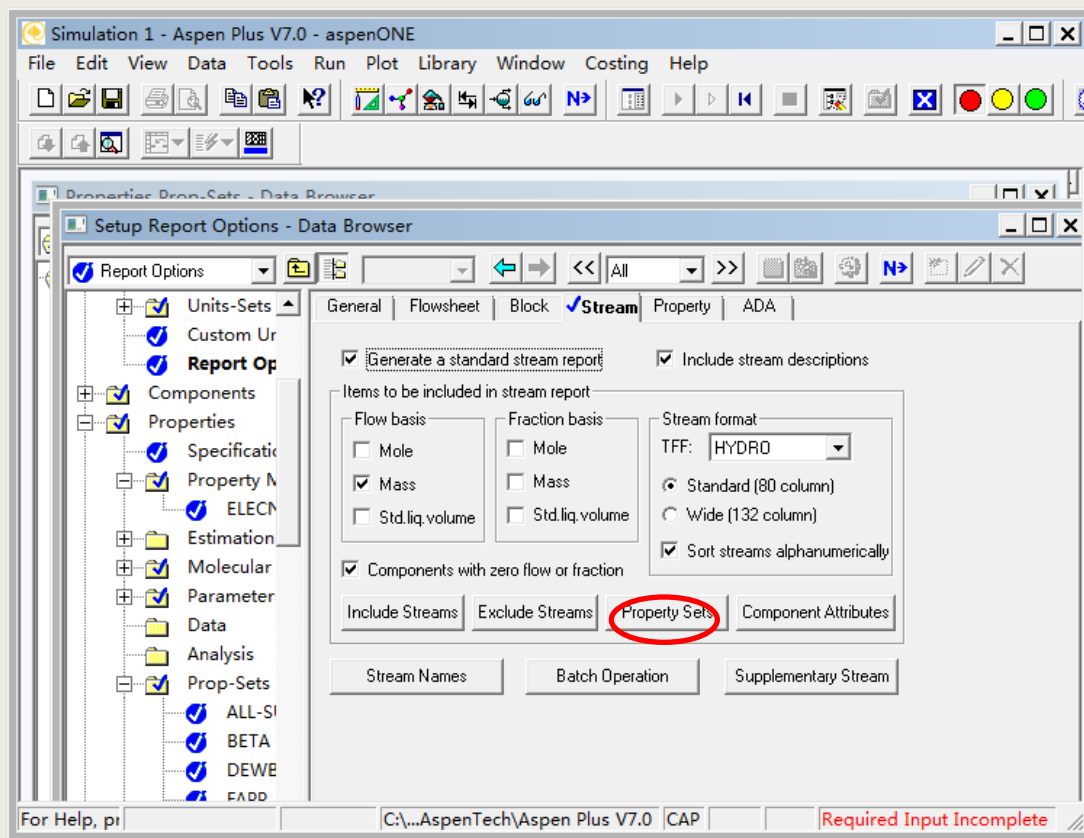 Simulation 1 - Aspen Plus V7.0 - aspenONE
File Edit View Data Tools Run Plot Library Window Costing Help
N
Properties Prop-Sets - Data Browser
Setup Report Options - Data Browser
Report Options All N
Units-Sets
Custom Ur
Report Op
Components
Properties
Specificatio
Property M
ELECN
Estimation
Molecular
Parameter
Data
Analysis
Prop-Sets
ALL-SU
BETA
DEWB
General Flowsheet Block Stream Property ADA
Generate a standard stream report Include stream descriptions
Items to be included in stream report
Flow basis
Mole
Mass
Std.liq.volume
Fraction basis
Mole
Mass
Std.liq.volume
Stream format
TFF: HYDRO
Standard (80 column)
Wide (132 column)
Sort streams alphanumerically
Components with zero flow or fraction
Include Streams Exclude Streams Property Sets Component Attributes
Stream Names Batch Operation Supplementary Stream
For Help, pr C:\...AspenTech\Aspen Plus V7.0 CAP Required Input Incomplete